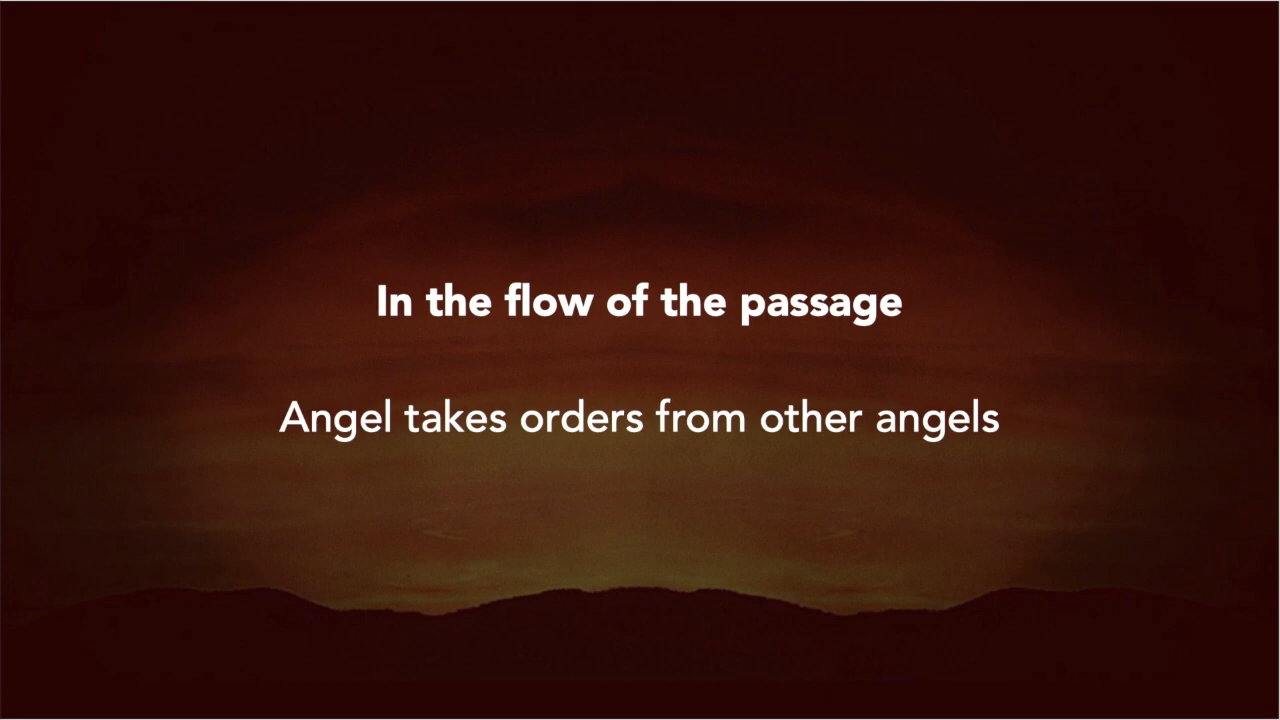 In the flow of the passage
Angel takes orders from other angels